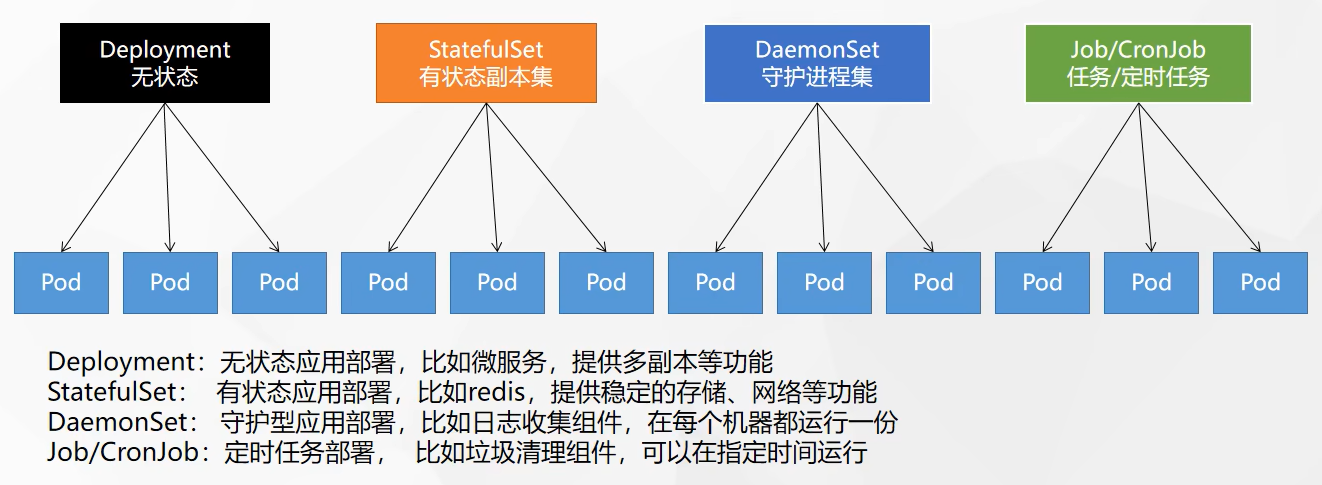 Deployment
无状态
StatefulSet
有状态副本集
DaemonSet
守护进程集
Job/CronJob
任务/定时任务
Pod
Pod
Pod
Pod
Pod
Pod
Pod
Pod
Pod
Pod
Pod
Pod
Deployment：无状态应用部署，比如微服务，提供多副本等功能
StatefulSet： 有状态应用部署，比如redis，提供稳定的存储、网络等功能
DaemonSet：守护型应用部署，比如日志收集组件，在每个机器都运行一份
Job/CronJob：定时任务部署， 比如垃圾清理组件，可以在指定时间运行